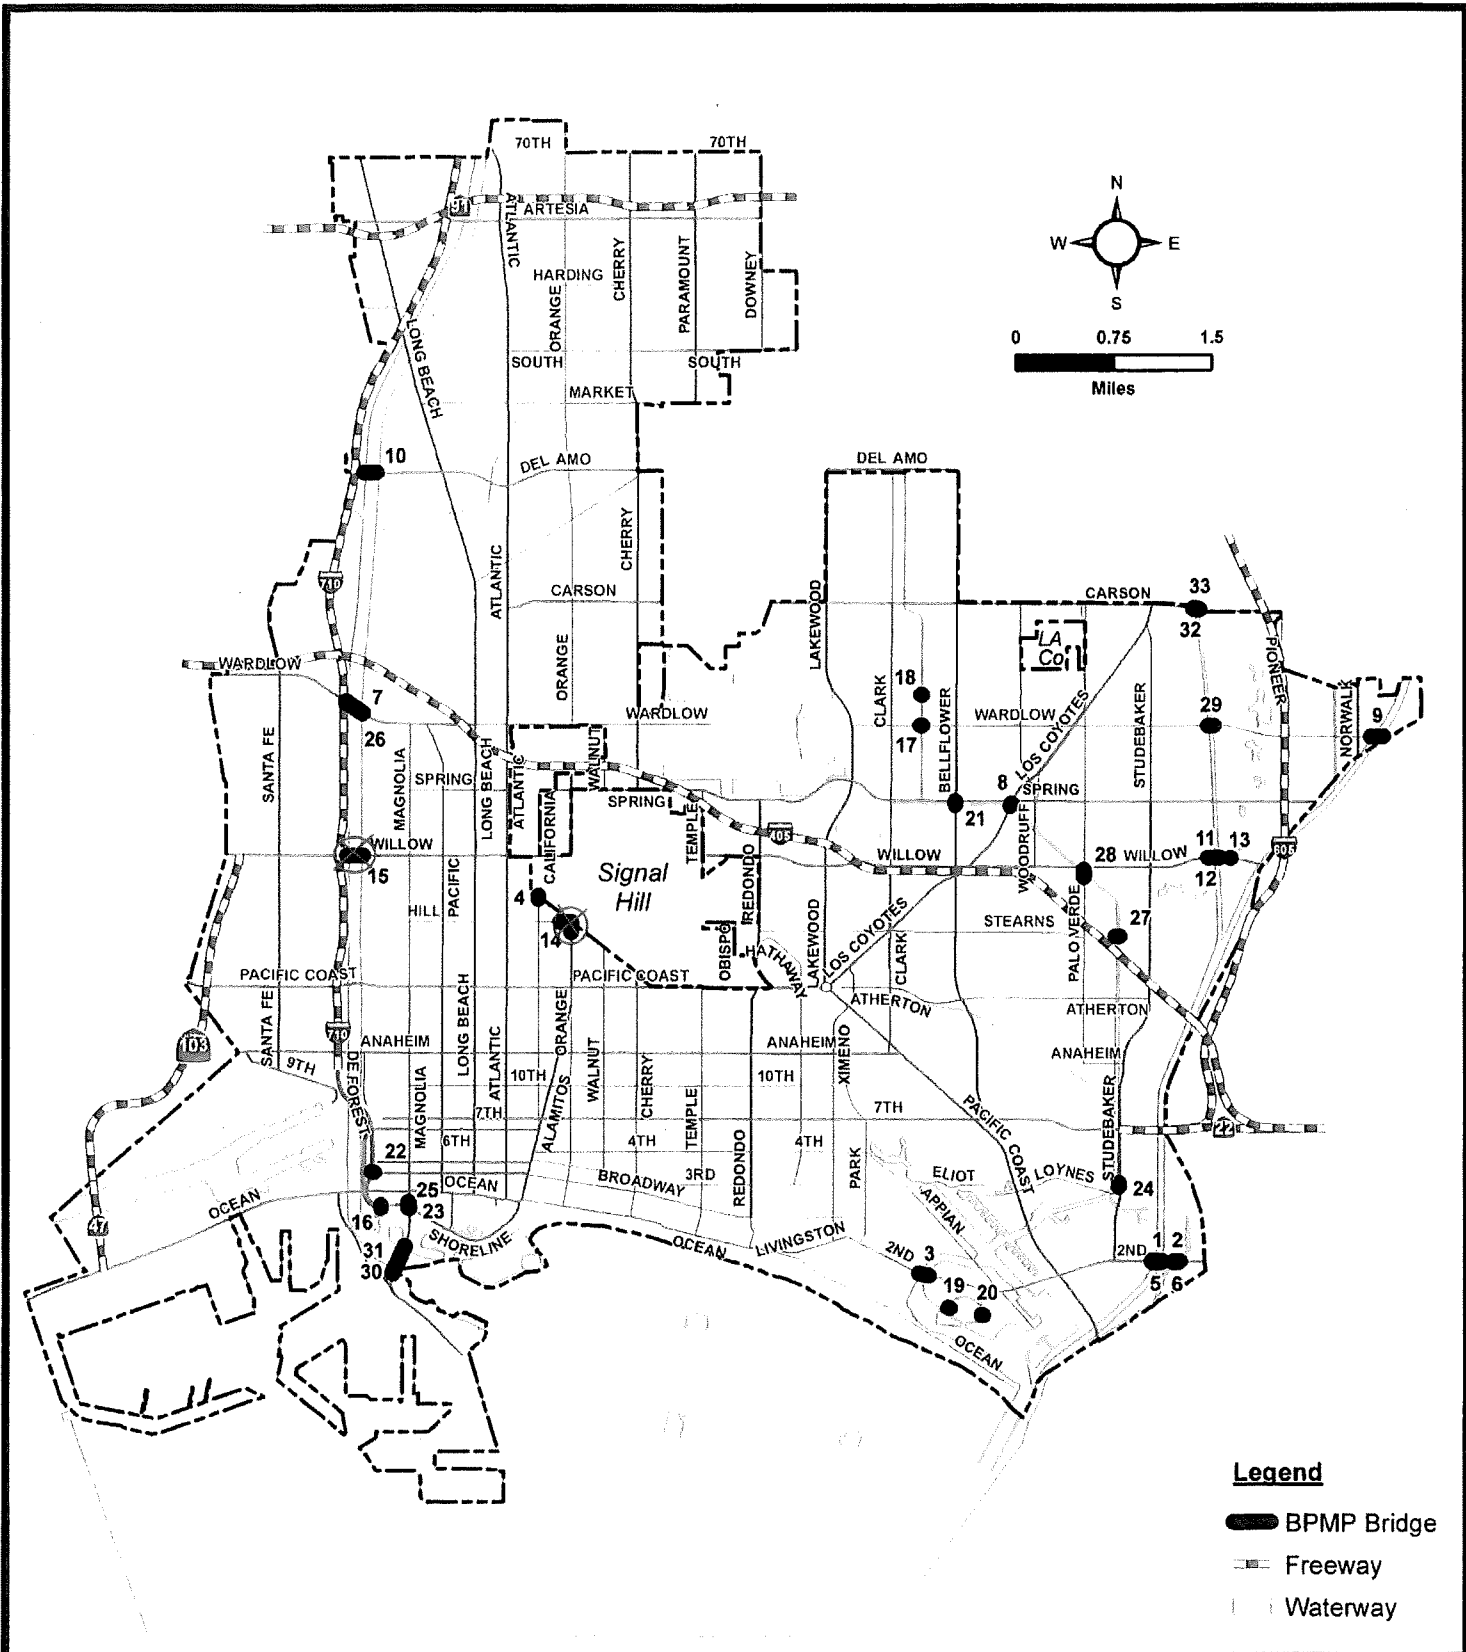 70TH
70TH
91
ATLANTIC
ARTESIA
N
W
E
S
0
0.75
1.5
Miles
HARDING
CHERRY
PARAMOUNT
DOWNEY
ORANGE
LONG BEACH
SOUTH
SOUTH
MARKET
10
DEL AMO
DEL AMO
CHERRY
ATLANTIC
710
CARSON
LAKEWOOD
CARSON
33
32
LA
Co
ORANGE
PIONEER
WARDLOW
7
26
18
17
CLARK
BELLFLOWER
WARDLOW
WARDLOW
LOS COYOTES
STUDEBAKER
29
NORWALK
9
SANTA FE
MAGNOLIA
SPRING
LONG BEACH
ATLANTIC
CALIFORNIA
WALNUT
SPRING
TEMPLE
405
8
SPRING
21
WILLOW
15
Signal
Hill
REDONDO
WILLOW
WOODRUFF
28
WILLOW
11
13
12
605
4
14
HILL
PACIFIC
OBISPO
HATHAWAY
LAKEWOOD
LOS COYOTES
CLARK
STEARNS
PALO VERDE
27
PACIFIC COAST
PACIFIC COAST
ATHERTON
ATHERTON
103
SANTA FE
710
ANAHEIM
LONG BEACH
ATLANTIC
ORANGE
ANAHEIM
XIMENO
ANAHEIM
9TH
DE FOREST
MAGNOLIA
10TH
ALAMITOS
WALNUT
CHERRY
TEMPLE
10TH
7TH
7TH
PACIFIC COAST
STUDEBAKER
22
6TH
4TH
4TH
22
REDONDO
PARK
3RD
BROADWAY
ELIOT
LOYNES
24
OCEAN
OCEAN
25
23
16
47
APPIAN
SHORELINE
31
30
OCEAN
LIVINGSTON
2ND
3
19
20
2ND
1
2
5
6
OCEAN
Legend
BPMP Bridge
Freeway
Waterway